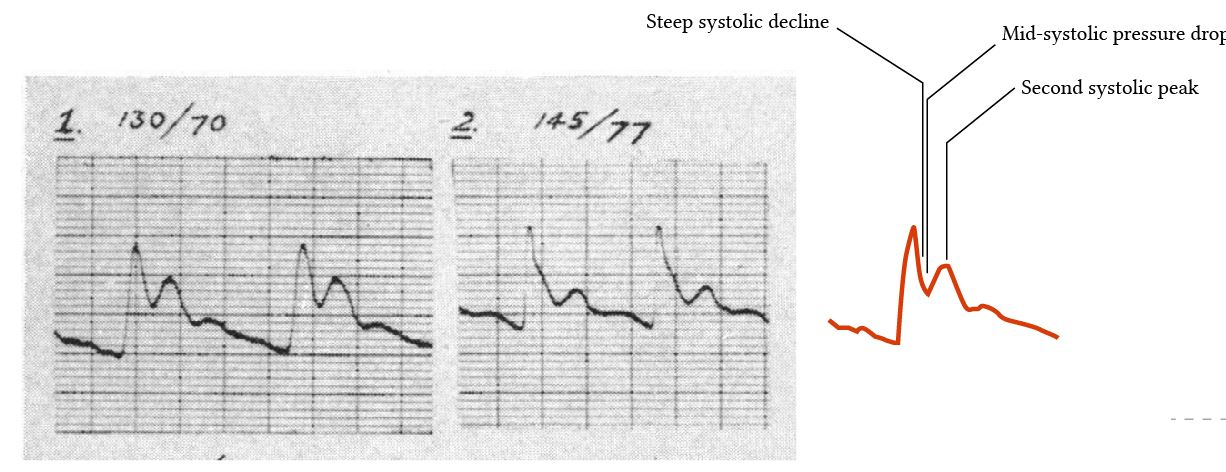 Steep systolic decline
Mid-systolic pressure drop
Second systolic peak
1. 130/70
2. 145/77